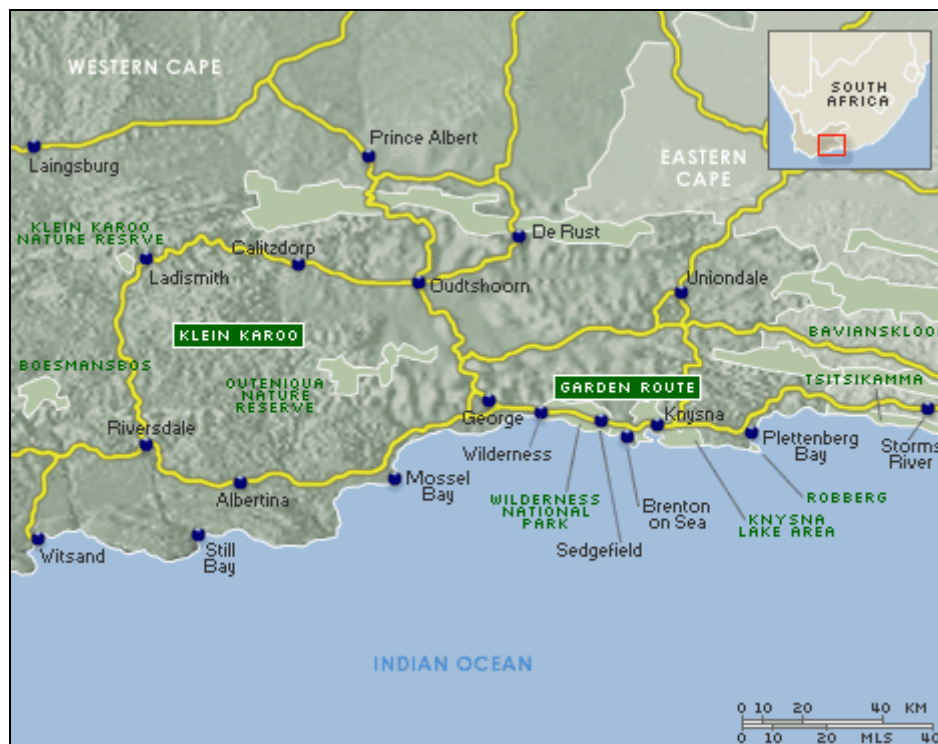 WESTERN CAPE
SOUTH
AFRICA
Prince Albert
Laingsburg
EASTERN
CAPE
KLEIN KAROO
NATURE RESRVE
Calitzdorp
De Rust
Ladismith
Oudtshoorn
Uniondale
KLEIN KAROO
BAVIANSKLOO
BOESMANSBOS
OUTENIQUA
NATURE
RESERVE
GARDEN ROUTE
TSITSIKAMMA
George
Knysna
Riversdale
Wilderness
Plettenberg
Bay
Storms
River
Albertina
Mossel
Bay
WILDERNESS
NATIONAL
PARK
Brenton
on Sea
ROBBERG
KNYSNA
LAKE AREA
Witsand
Still
Bay
Sedgefield
INDIAN OCEAN
0 10 20 40 KM
0 10 20 MLS 40